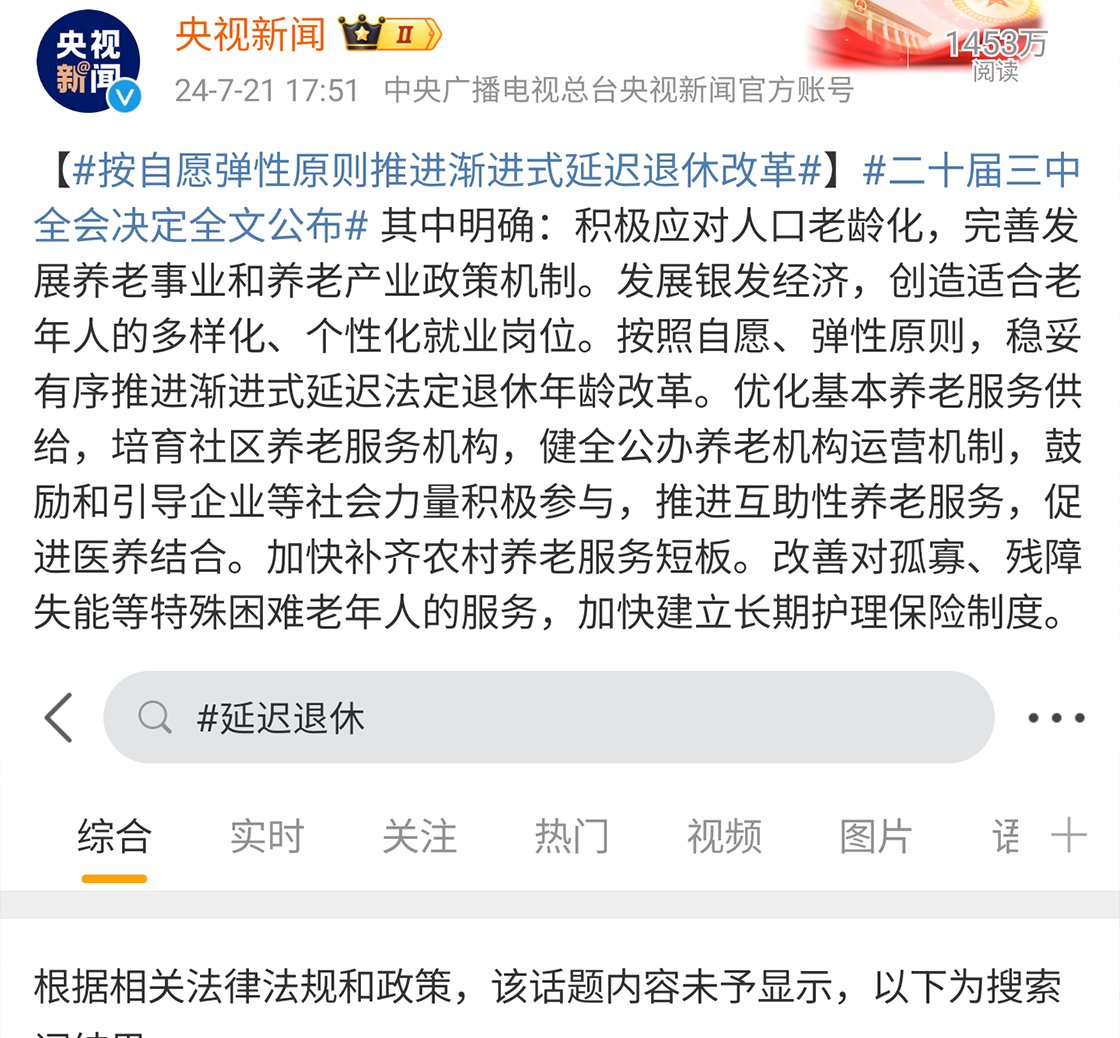 央视
新@闻
央视新闻 II
1453万
阅读
24-7-21 17:51 中央广播电视总台央视新闻官方账号
【#按自愿弹性原则推进渐进式延迟退休改革#】#二十届三中
全会决定全文公布# 其中明确：积极应对人口老龄化，完善发
展养老事业和养老产业政策机制。发展银发经济，创造适合老
年人的多样化、个性化就业岗位。按照自愿、弹性原则，稳妥
有序推进渐进式延迟法定退休年龄改革。优化基本养老服务供
给，培育社区养老服务机构，健全公办养老机构运营机制，鼓
励和引导企业等社会力量积极参与，推进互助性养老服务，促
进医养结合。加快补齐农村养老服务短板。改善对孤寡、残障
失能等特殊困难老年人的服务，加快建立长期护理保险制度。
#延迟退休
综合 实时 关注 热门 视频 图片
根据相关法律法规和政策，该话题内容未予显示，以下为搜索